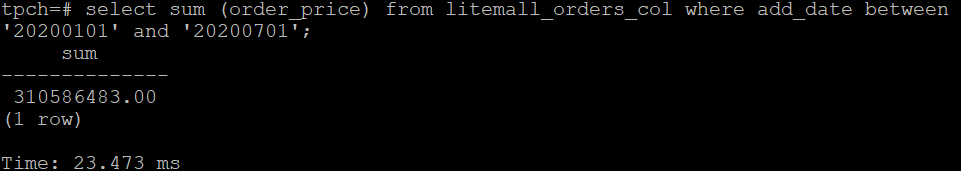 tpch=# select sum (order_price) from litemall_orders_col where add_date between
'20200101' and '20200701';
sum
--------------
310586483.00
(1 row)
Time: 23.473 ms